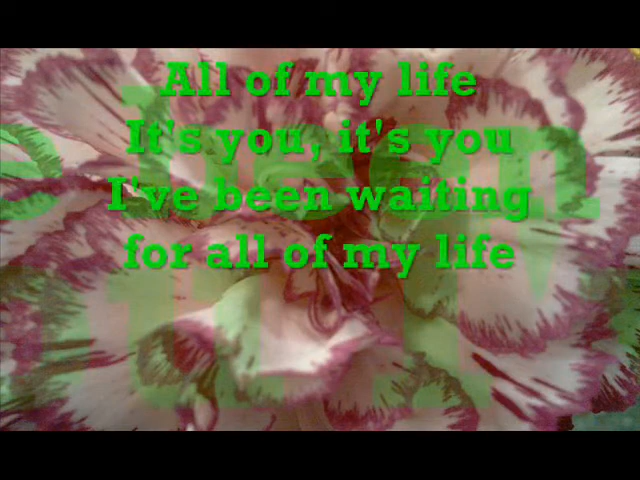 All of my life
It's you, it's you
I've been waiting
for all of my life